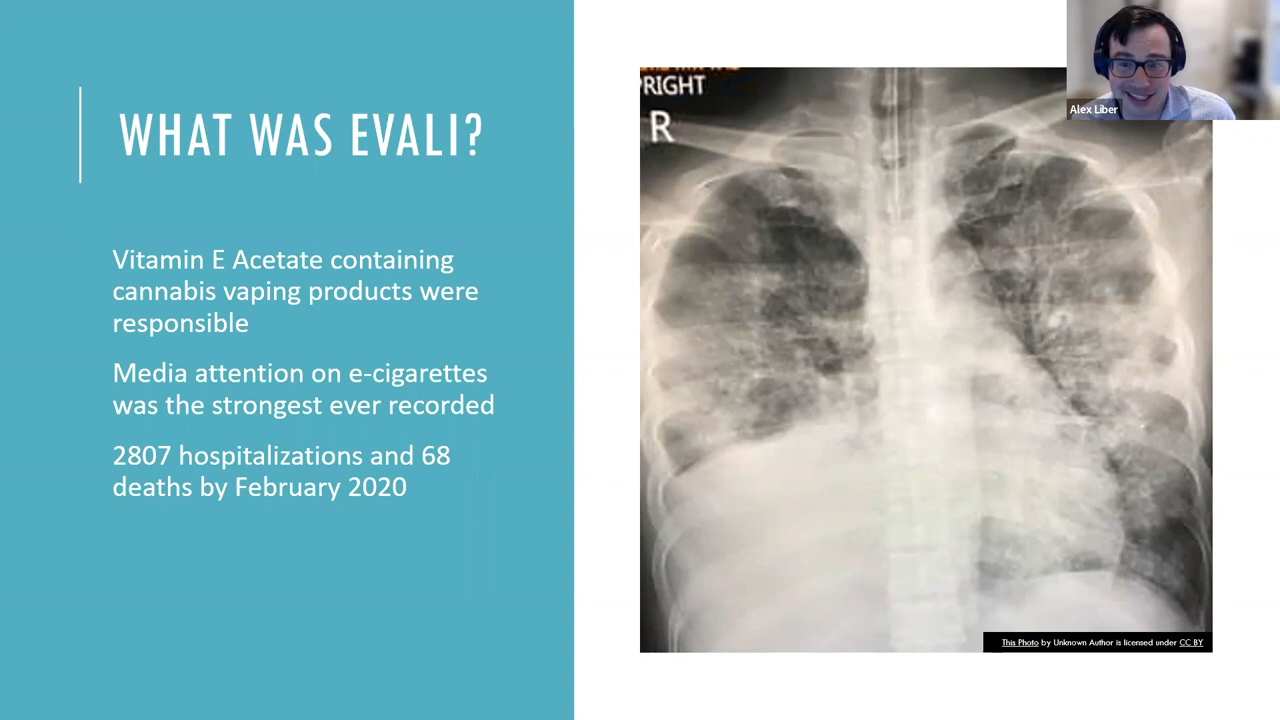 WHAT WAS EVALI?
Vitamin E Acetate containing
cannabis vaping products were
responsible
Media attention on e-cigarettes
was the strongest ever recorded
2807 hospitalizations and 68
deaths by February 2020
PRIGHT
R
Alex Liber
This Photo by Unknown Author is licensed under CC BY